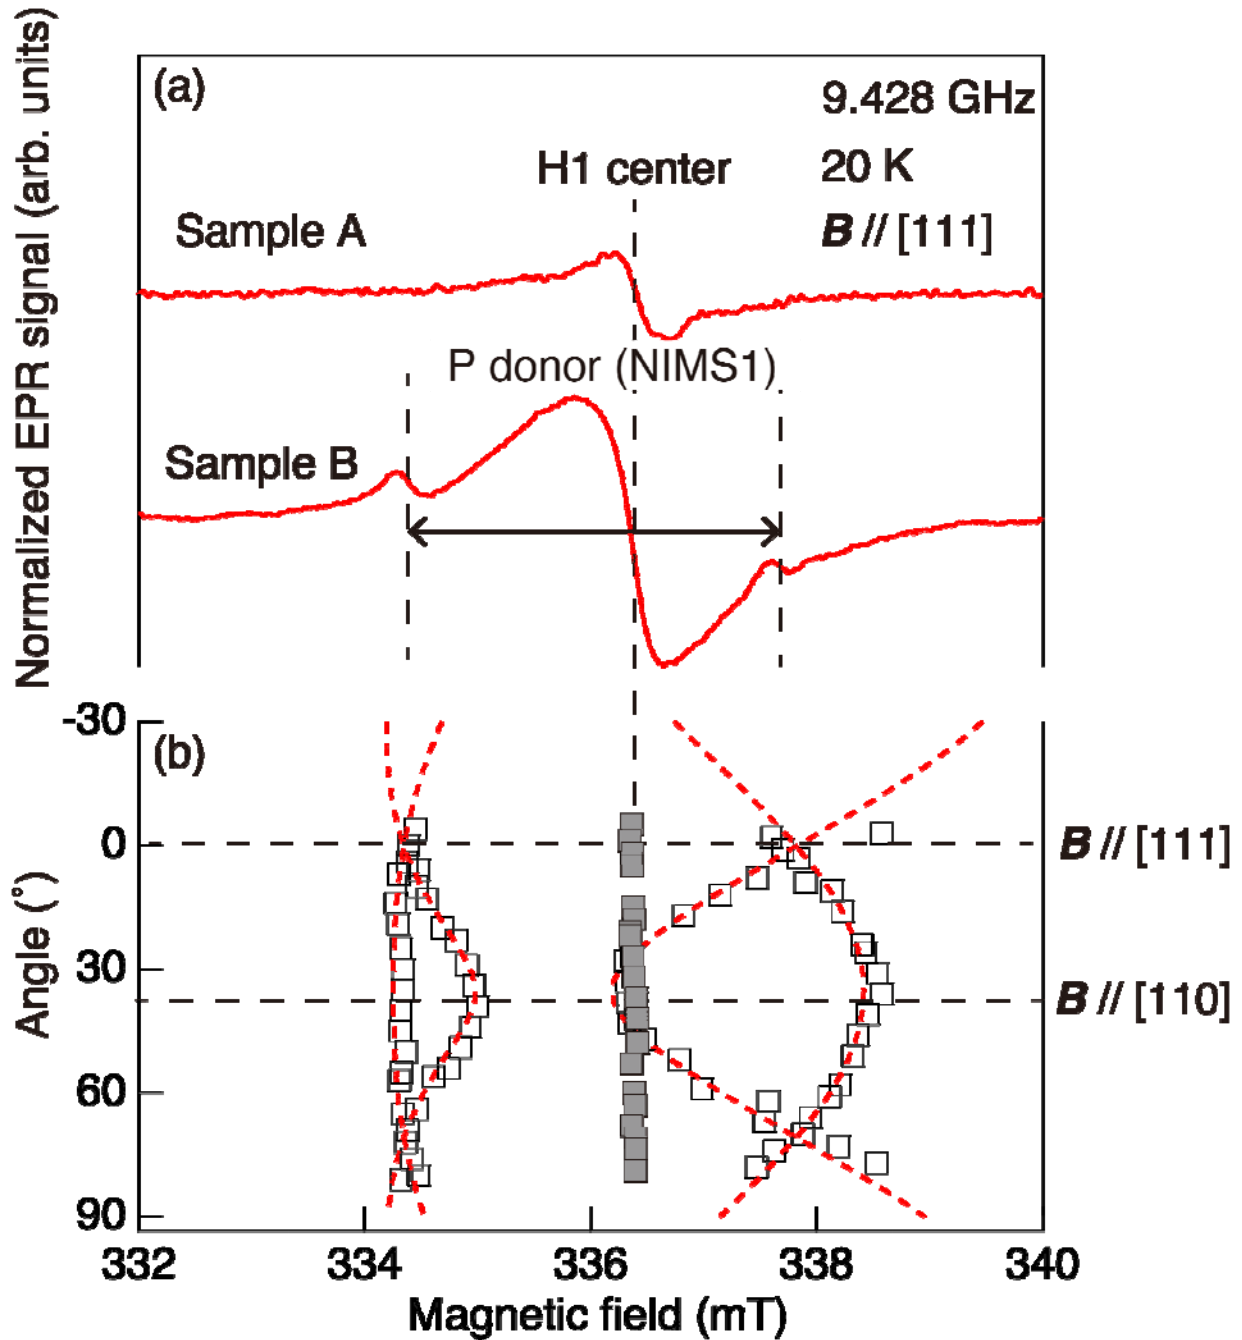 Normalized EPR signal (arb. units)
(a)
9.428 GHz
20 K
B // [111]
H1 center
Sample A
P donor (NIMS1)
Sample B
(b)
Angle (˚)
-30
0
30
60
90
B // [111]
B // [110]
332
334
336
338
340
Magnetic field (mT)